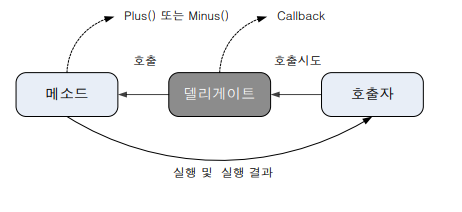 Plus() 또는 Minus()
Callback
호출
호출시도
메소드
델리게이트
호출자
실행 및 실행 결과